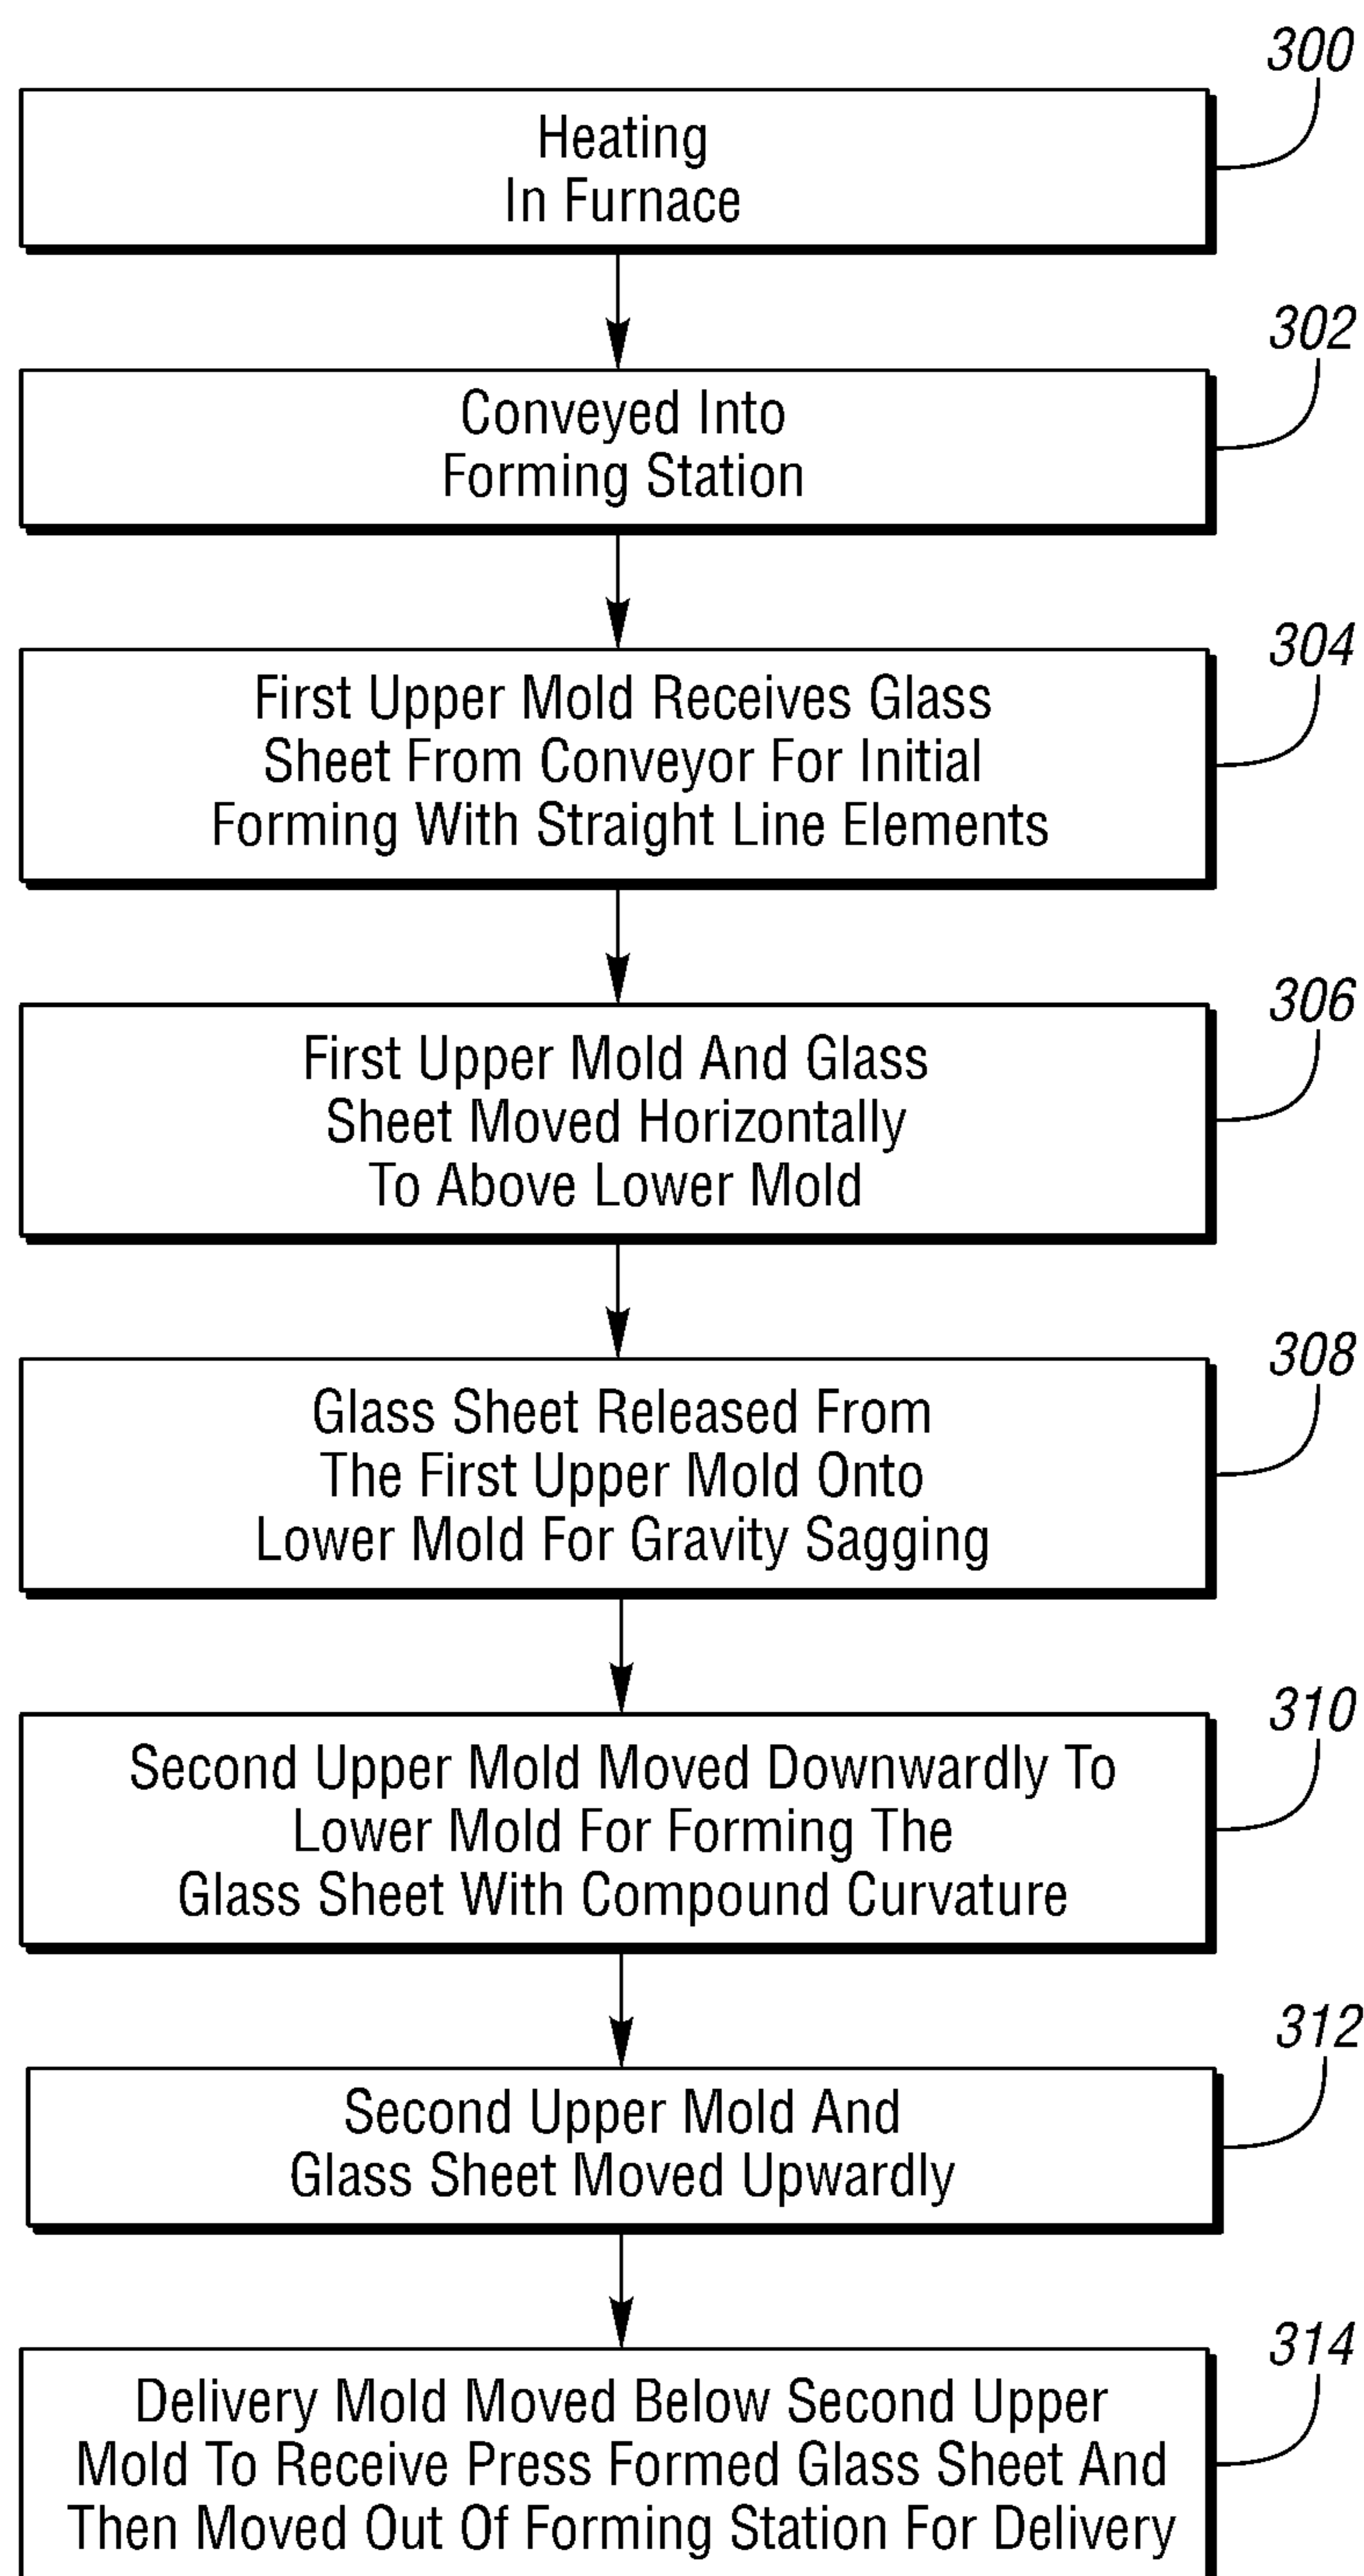 300
Heating
In Furnace
302
Conveyed Into
Forming Station
304
First Upper Mold Receives Glass
Sheet From Conveyor For Initial
Forming With Straight Line Elements
306
First Upper Mold And Glass
Sheet Moved Horizontally
To Above Lower Mold
308
Glass Sheet Released From
The First Upper Mold Onto
Lower Mold For Gravity Sagging
310
Second Upper Mold Moved Downwardly To
Lower Mold For Forming The
Glass Sheet With Compound Curvature
312
Second Upper Mold And
Glass Sheet Moved Upwardly
314
Delivery Mold Moved Below Second Upper
Mold To Receive Press Formed Glass Sheet And
Then Moved Out Of Forming Station For Delivery